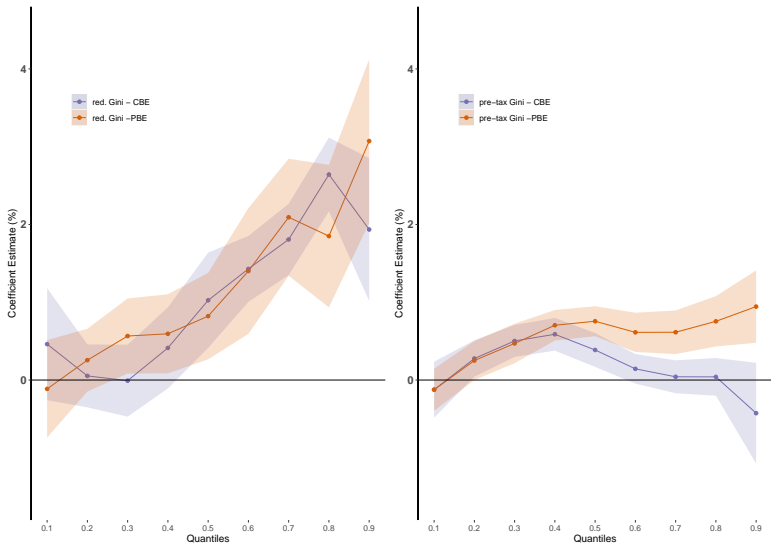 4
2
0
Coefficient Estimate (%)
red. Gini − CBE
red. Gini −PBE
0.1 0.2 0.3 0.4 0.5 0.6 0.7 0.8 0.9
Quantiles
4
2
0
Coefficient Estimate (%)
pre−tax Gini − CBE
pre−tax Gini −PBE
0.1 0.2 0.3 0.4 0.5 0.6 0.7 0.8 0.9
Quantiles